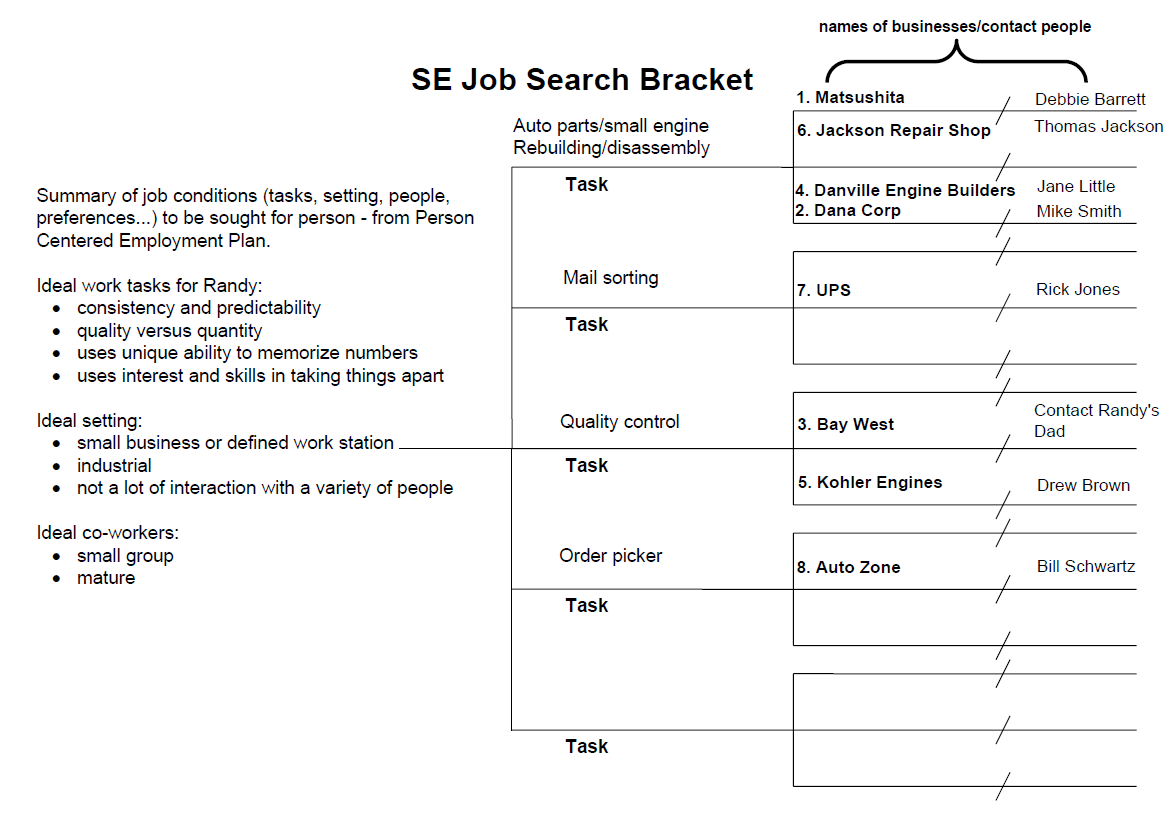 names of businesses/contact people
SE Job Search Bracket
Summary of job conditions (tasks, setting, people,
preferences...) to be sought for person - from Person
Centered Employment Plan.
Ideal work tasks for Randy:
• consistency and predictability
• quality versus quantity
• uses unique ability to memorize numbers
• uses interest and skills in taking things apart
Ideal setting:
• small business or defined work station
• industrial
• not a lot of interaction with a variety of people
Ideal co-workers:
• small group
• mature
Auto parts/small engine
Rebuilding/disassembly
Task
1. Matsushita / Debbie Barrett
6. Jackson Repair Shop / Thomas Jackson
4. Danville Engine Builders / Jane Little
2. Dana Corp / Mike Smith
Mail sorting
Task
7. UPS / Rick Jones
Quality control
Task
3. Bay West / Contact Randy's
Dad
5. Kohler Engines / Drew Brown
Order picker
Task
8. Auto Zone / Bill Schwartz
Task